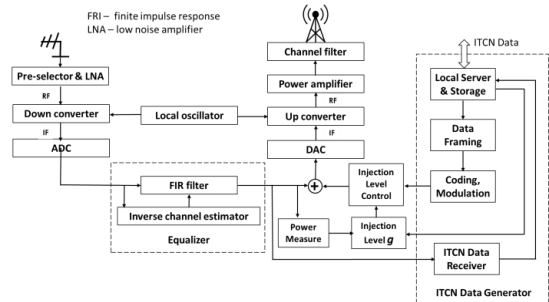 FRI – finite impulse response
LNA – low noise amplifier
ITCN Data
Channel filter
Pre-selector & LNA
Power amplifier
Local Server
& Storage
RF
RF
Down converter
Local oscillator
Up converter
IF
IF
Data
Framing
ADC
DAC
Injection
Level
Control
Coding,
Modulation
FIR filter
+
Inverse channel estimator
Power
Measure
Injection
Level g
Equalizer
ITCN Data
Receiver
ITCN Data Generator